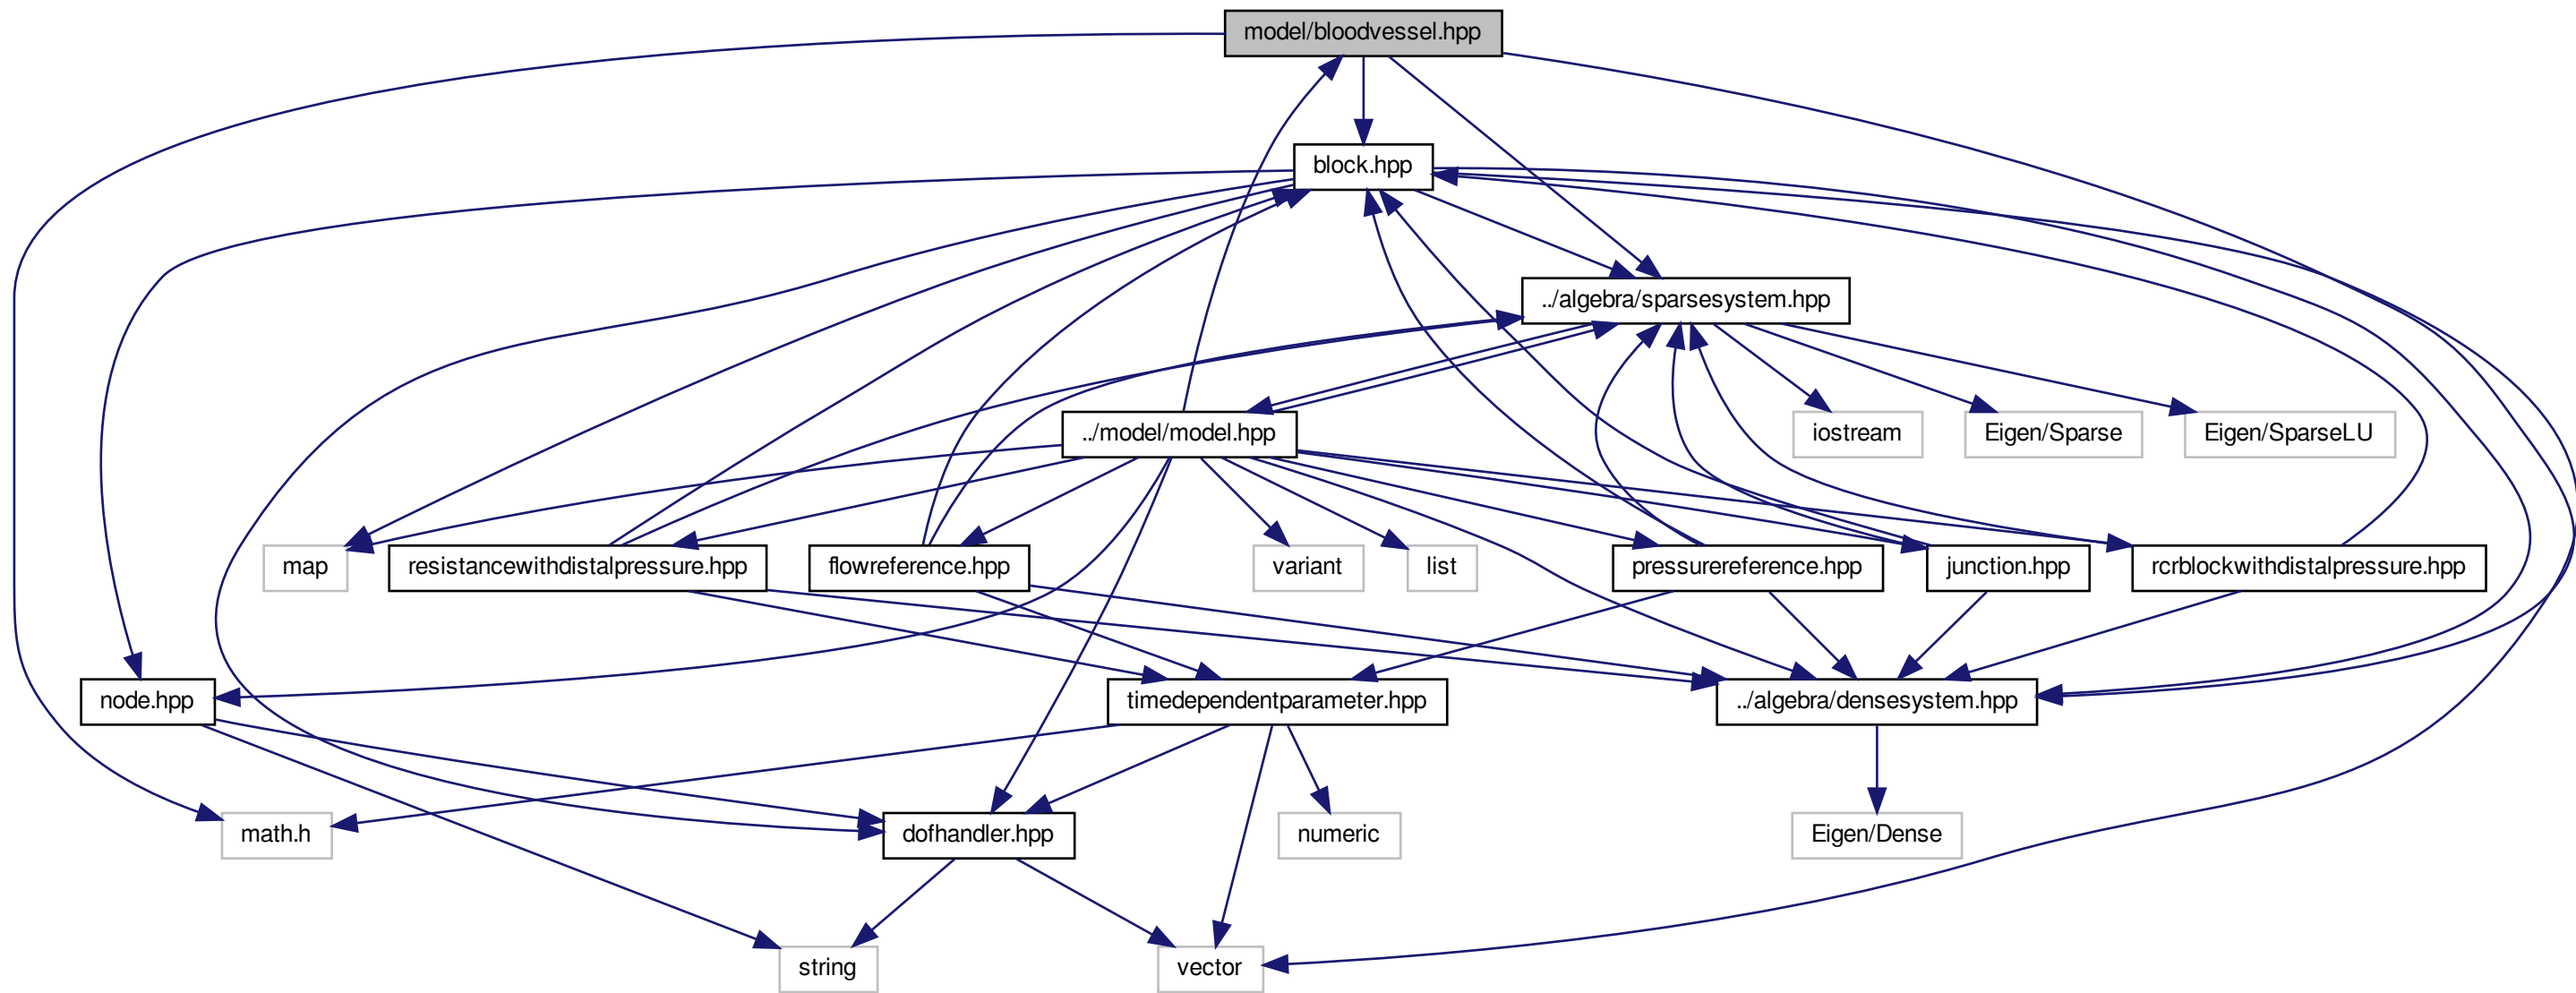 model/bloodvessel.hpp
block.hpp
../algebra/sparsesystem.hpp
../model/model.hpp
iostream
Eigen/Sparse
Eigen/SparseLU
map
resistancewithdistalpressure.hpp
flowreference.hpp
variant
list
pressurereference.hpp
junction.hpp
rcrblockwithdistalpressure.hpp
node.hpp
timedependentparameter.hpp
../algebra/densesystem.hpp
math.h
dofhandler.hpp
numeric
Eigen/Dense
string
vector